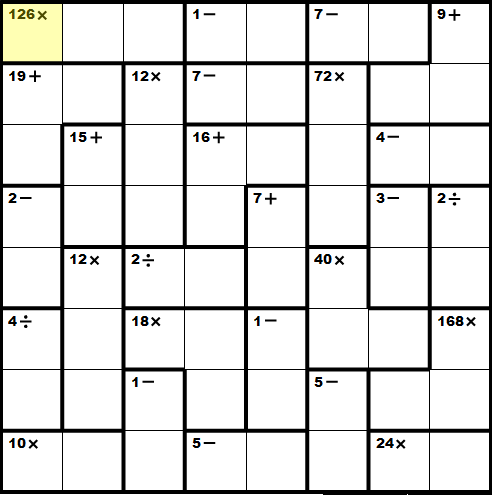 126× 1− 7− 9+
19+ 12× 7− 72×
15+ 16+ 4−
2− 7+ 3− 2÷
12× 2÷ 40×
4÷ 18× 1− 168×
1− 5−
10× 5− 24×